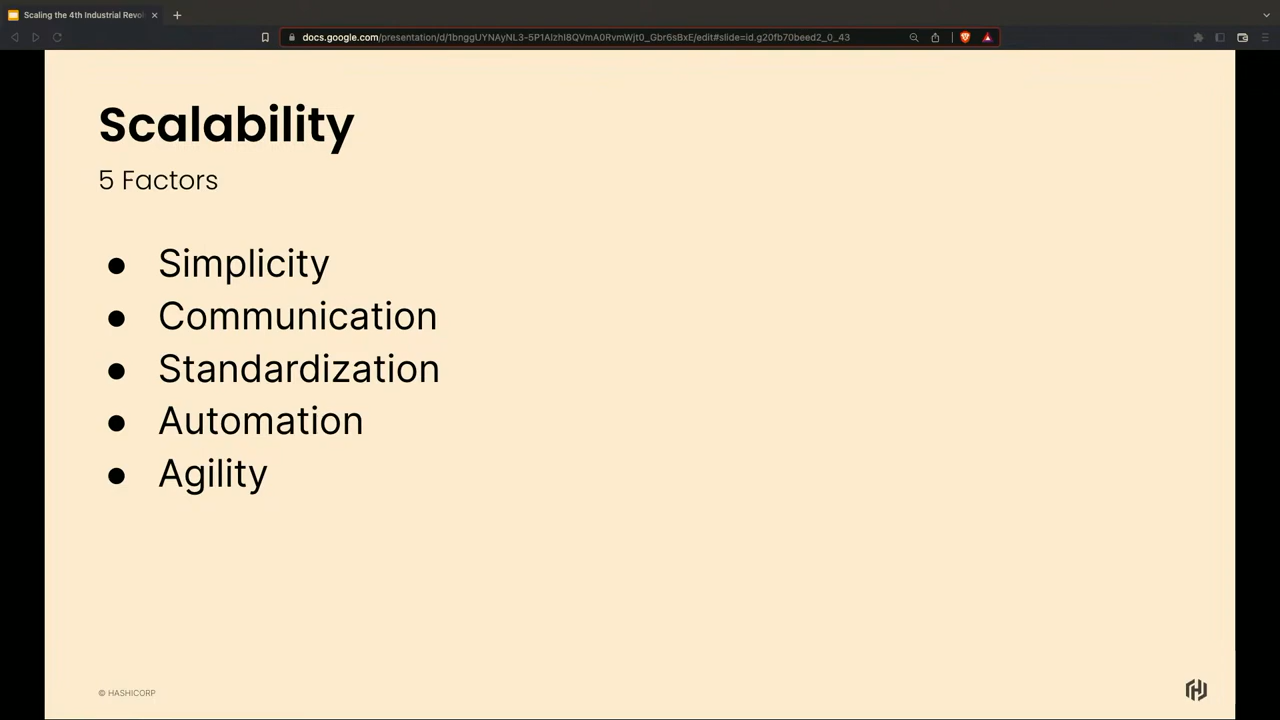 Scaling the 4th Industrial Revol
docs.google.com/presentation/d/1bnggUYNAyNL3-5P1AIzhI8QVmA0RvmWjt0_Gbr6sBxE/edit#slide=id.g20fb70beed2_0_43
Scalability
5 Factors
● Simplicity
● Communication
● Standardization
● Automation
● Agility
© HASHICORP